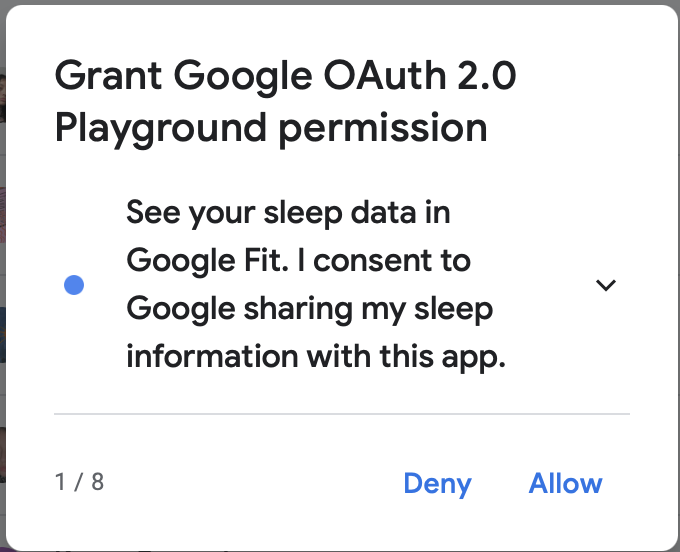 Grant Google OAuth 2.0
Playground permission
See your sleep data in
Google Fit. I consent to
Google sharing my sleep
information with this app.
1 / 8
Deny
Allow